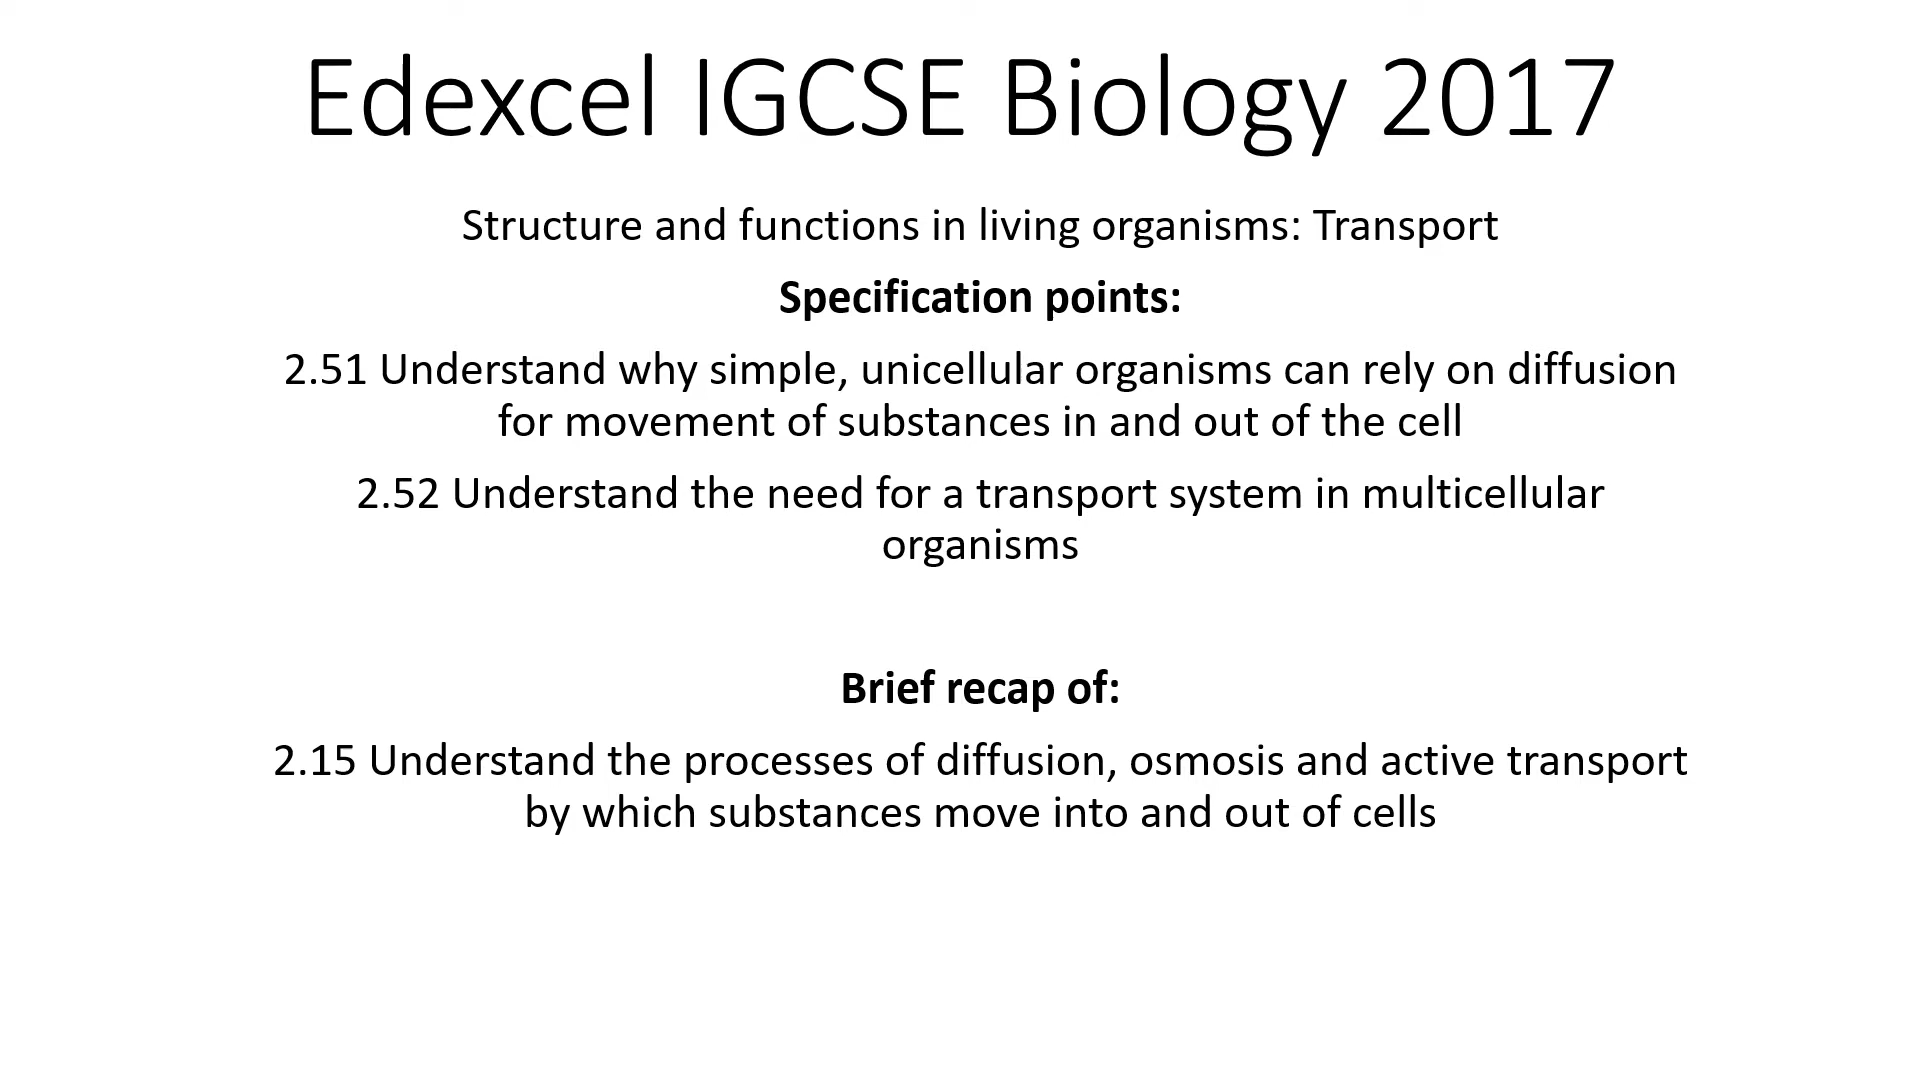 Edexcel IGCSE Biology 2017
Structure and functions in living organisms: Transport
Specification points:
2.51 Understand why simple, unicellular organisms can rely on diffusion
for movement of substances in and out of the cell
2.52 Understand the need for a transport system in multicellular
organisms
Brief recap of:
2.15 Understand the processes of diffusion, osmosis and active transport
by which substances move into and out of cells